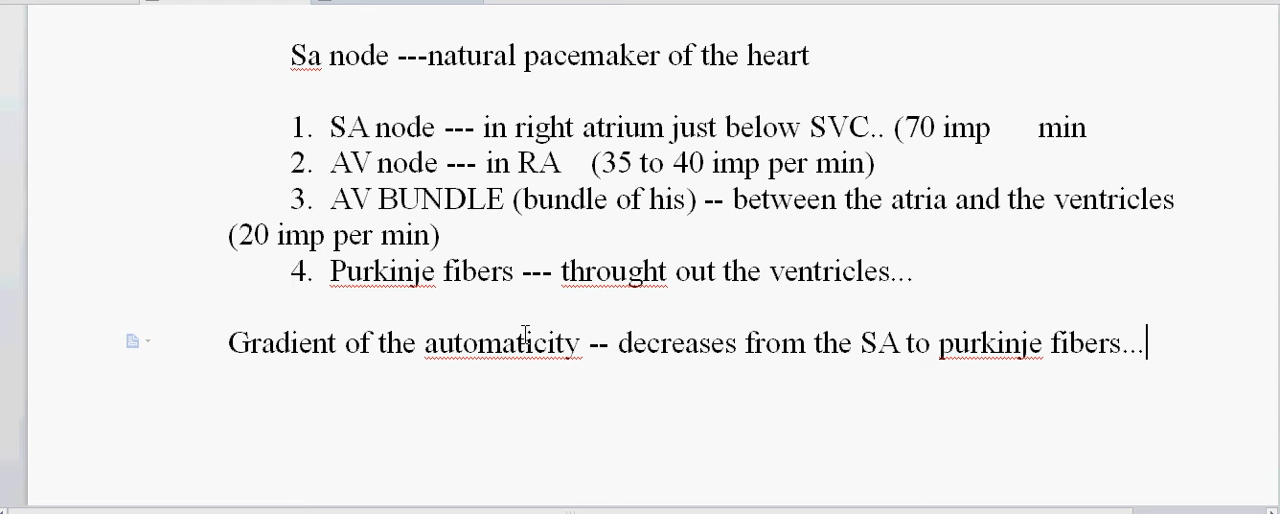 Sa node ---natural pacemaker of the heart
1. SA node --- in right atrium just below SVC.. (70 imp min
2. AV node --- in RA (35 to 40 imp per min)
3. AV BUNDLE (bundle of his) -- between the atria and the ventricles
(20 imp per min)
4. Purkinje fibers --- throught out the ventricles...
Gradient of the automaticity -- decreases from the SA to purkinje fibers...